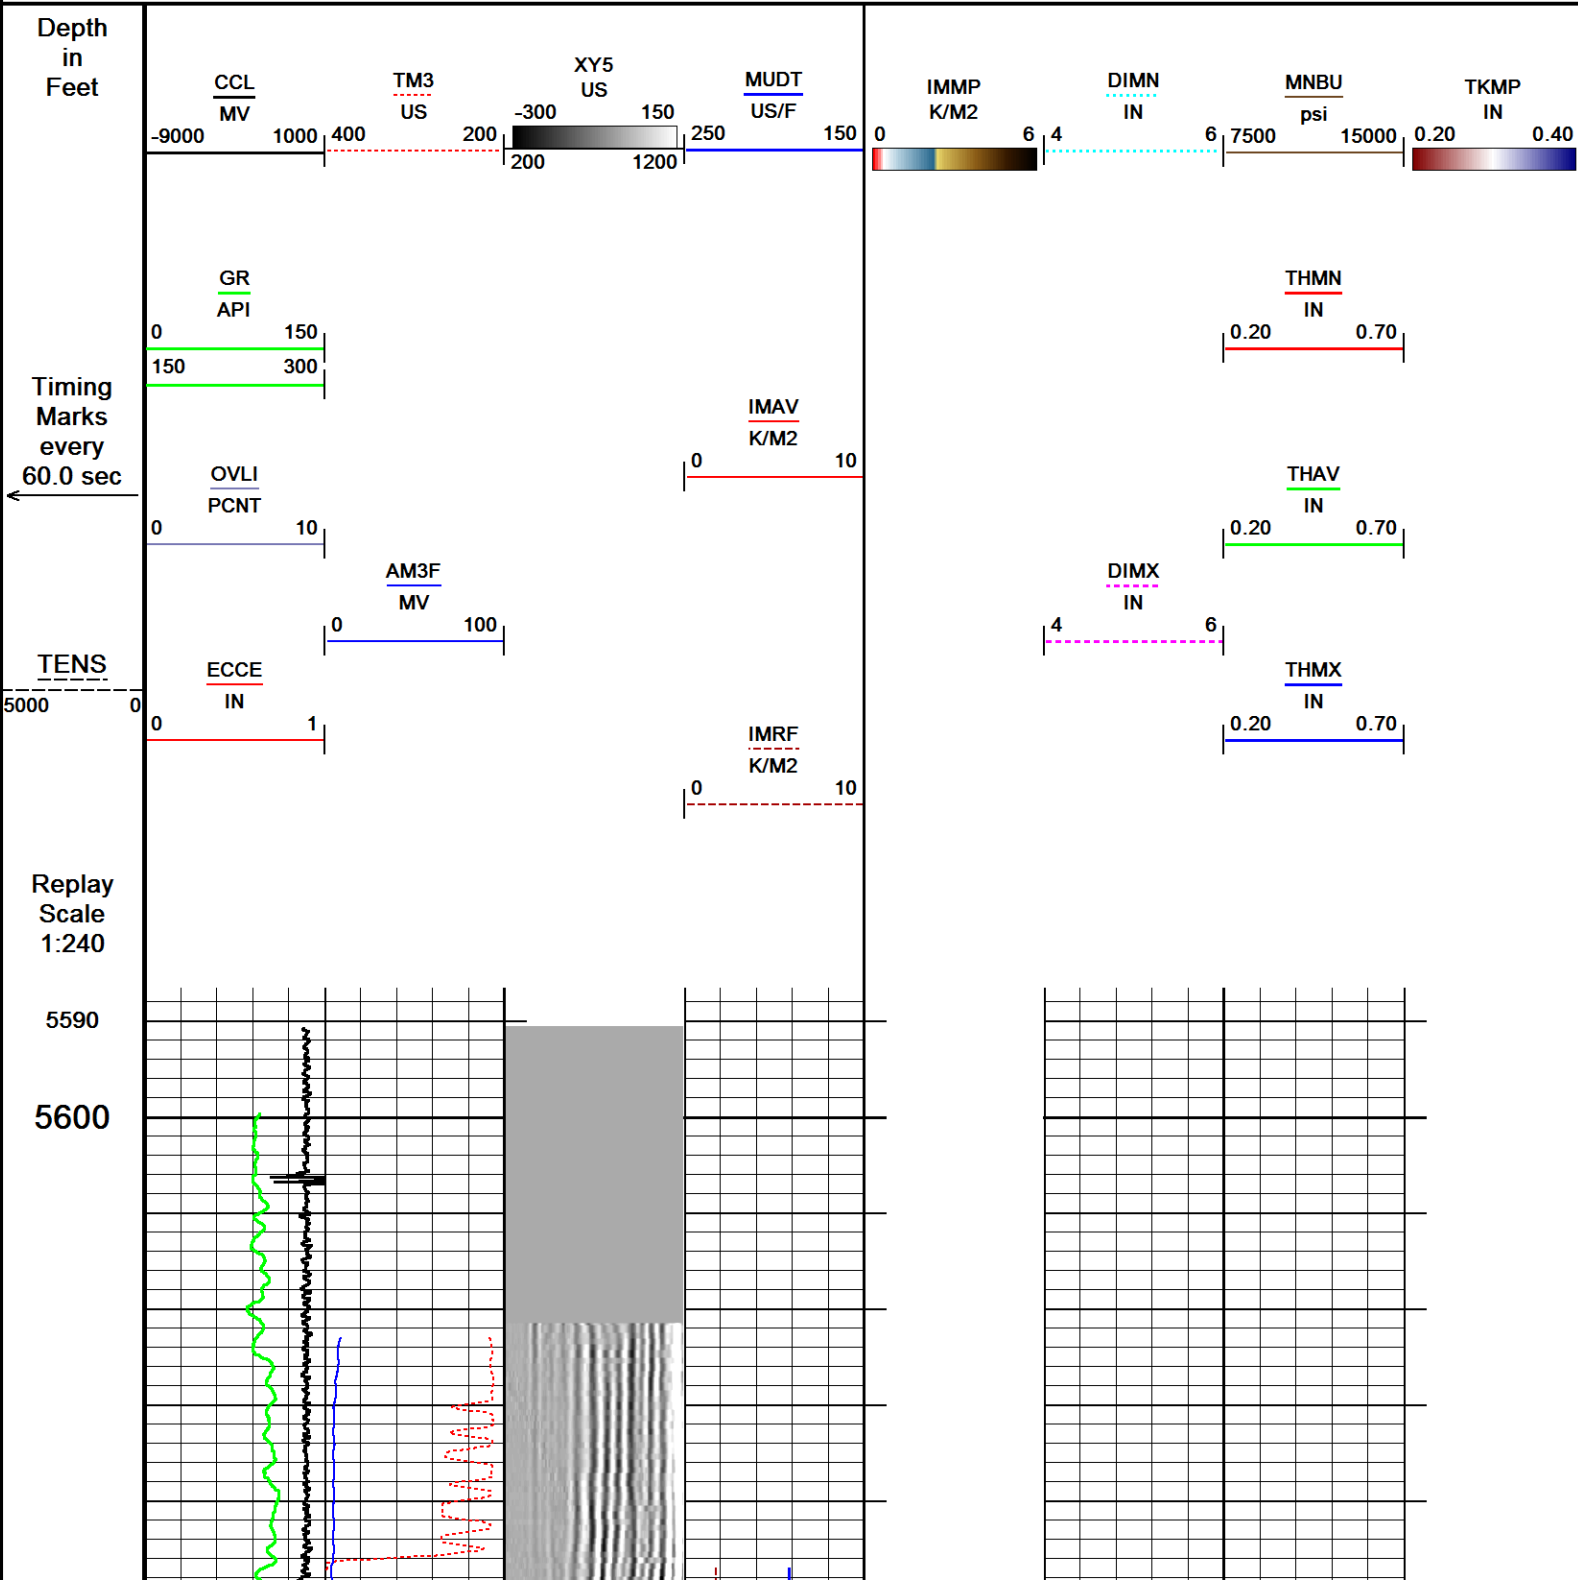 Depth
in
Feet
CCL
MV
-9000 1000
TM3
US
400 200
XY5
US
-300 150
200 1200
MUDT
US/F
250 150
IMMP
K/M2
0 6
DIMN
IN
4 6
MNBU
psi
7500 15000
TKMP
IN
0.20 0.40
GR
API
0 150
150 300
THMN
IN
0.20 0.70
Timing
Marks
every
60.0 sec
IMAV
K/M2
0 10
OVLI
PCNT
0 10
THAV
IN
0.20 0.70
AM3F
MV
0 100
DIMX
IN
4 6
TENS
5000 0
ECCE
IN
0 1
THMX
IN
0.20 0.70
IMRF
K/M2
0 10
Replay
Scale
1:240
5590
5600